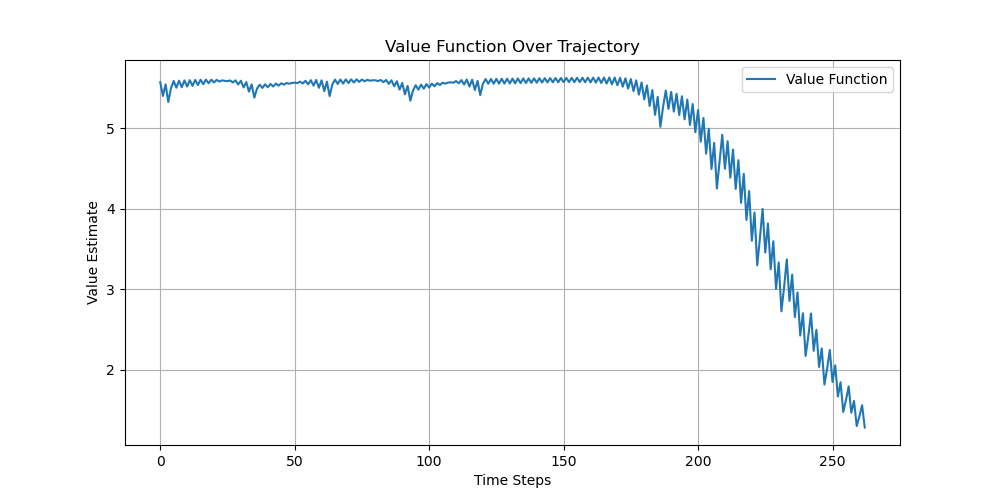 Value Function Over Trajectory
Value Function
Value Estimate
5
4
3
2
0 50 100 150 200 250
Time Steps